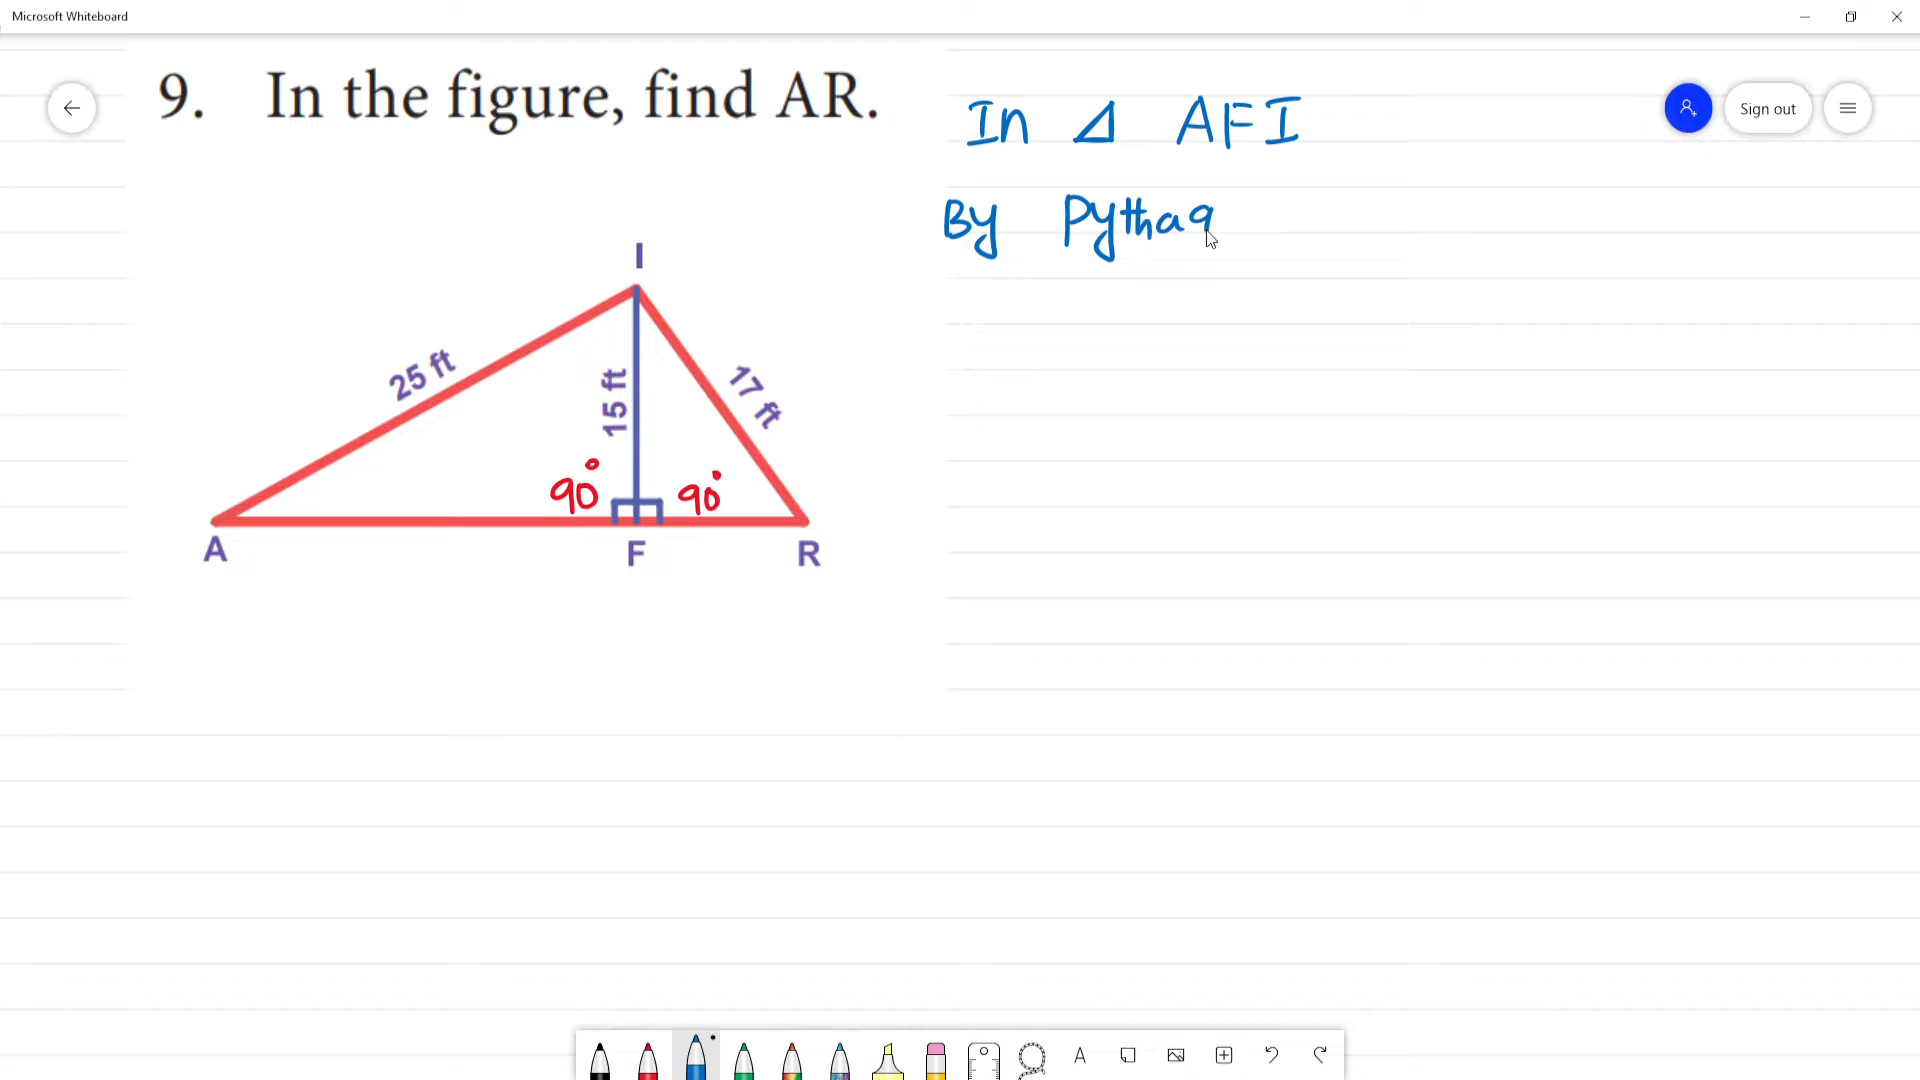 Microsoft Whiteboard
9. In the figure, find AR.
In ⊿ AFI
Sign out
By Pythag
I
25 ft
15 ft
17 ft
90°
90°
A
F
R